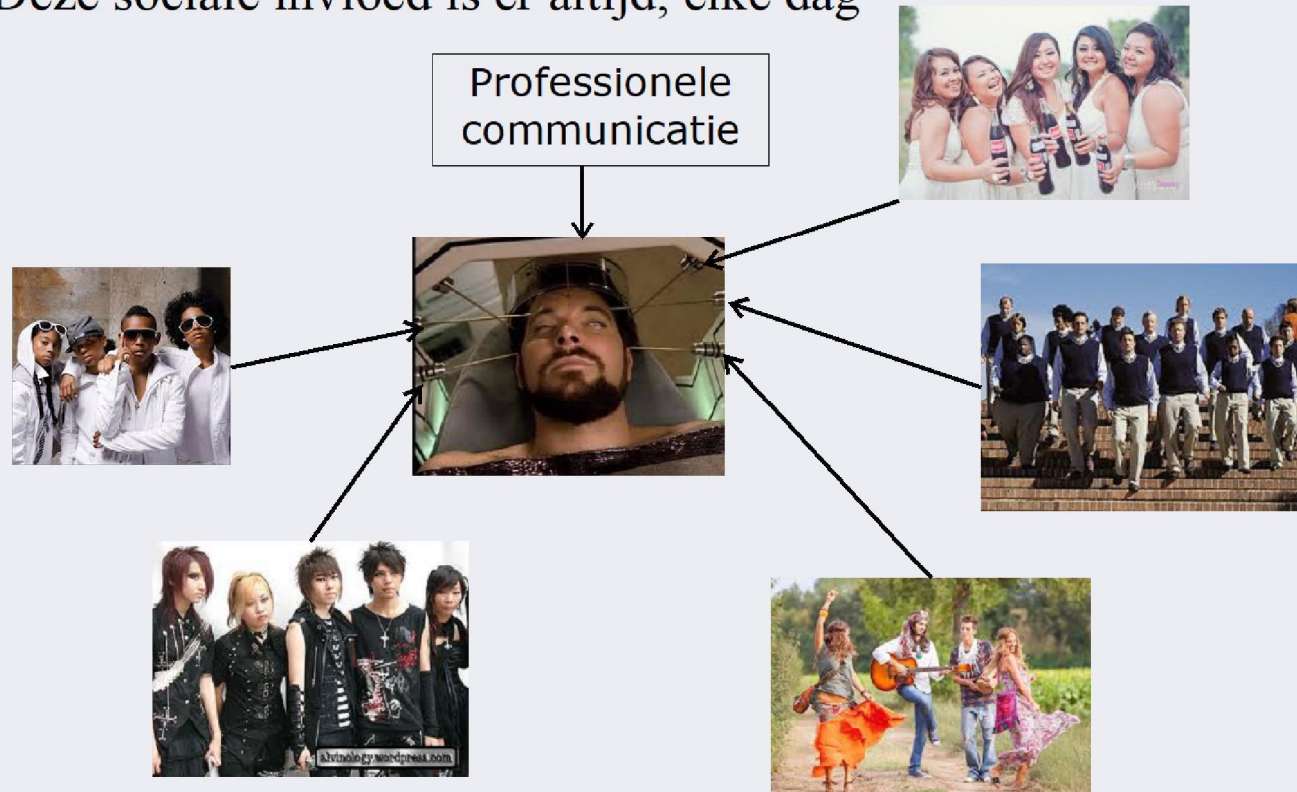 Deze sociale invloed is er altijd, elke dag
Professionele
communicatie
alvinology.wordpress.com